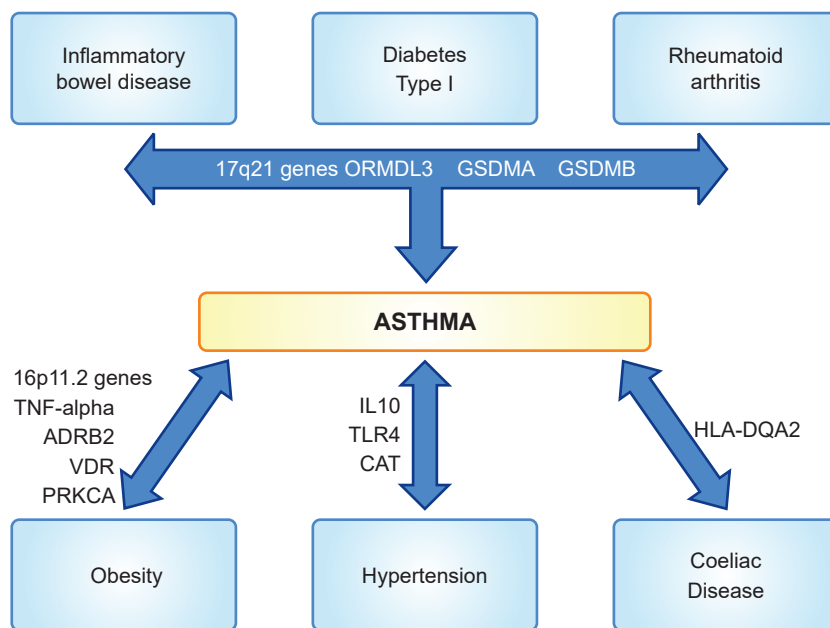 Inflammatory
bowel disease
Diabetes
Type I
Rheumatoid
arthritis
17q21 genes ORMDL3 GSDMA GSDMB
ASTHMA
16p11.2 genes
TNF-alpha
ADRB2
VDR
PRKCA
IL10
TLR4
CAT
HLA-DQA2
Obesity
Hypertension
Coeliac
Disease